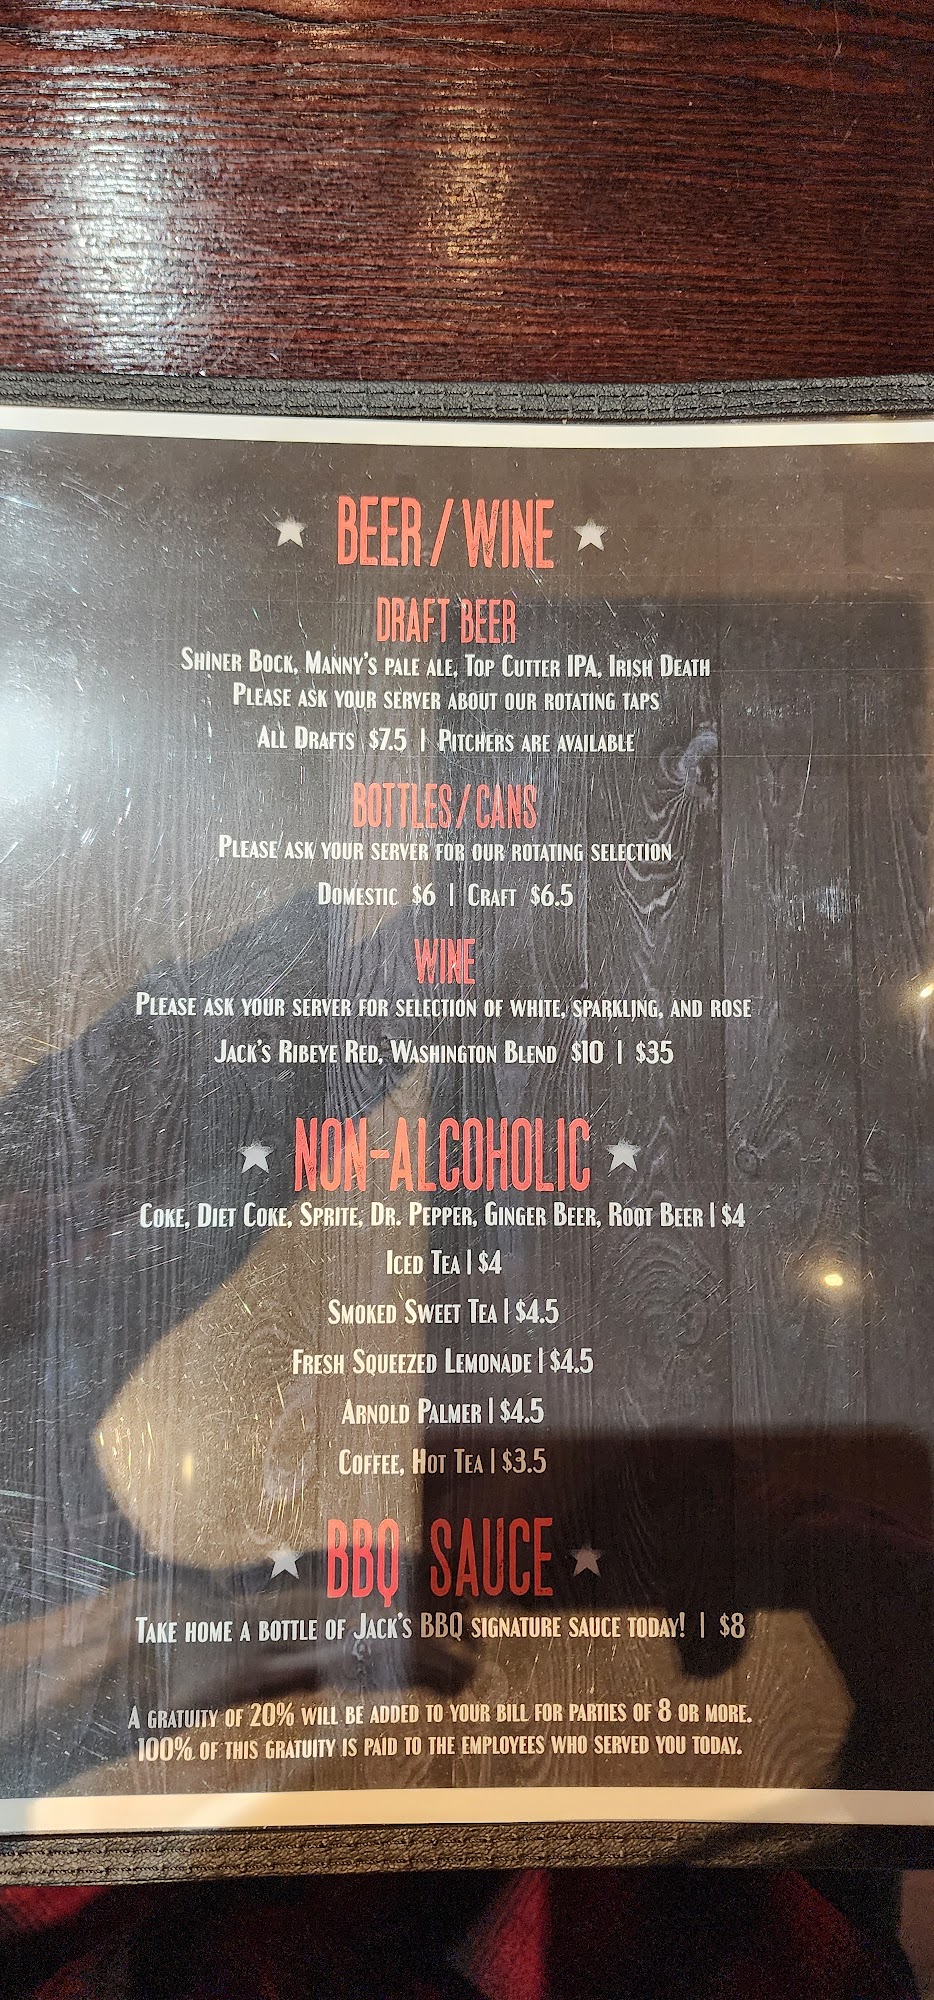 BEER/WINE
DRAFT BEER
SHINER BOCK, MANNY'S PALE ALE, TOP CUTTER IPA, IRISH DEATH
PLEASE ASK YOUR SERVER ABOUT OUR ROTATING TAPS
ALL DRAFTS $7.5 | PITCHERS ARE AVAILABLE
BOTTLES/CANS
PLEASE ASK YOUR SERVER FOR OUR ROTATING SELECTION
DOMESTIC $6 | CRAFT $6.5
WINE
PLEASE ASK YOUR SERVER FOR SELECTION OF WHITE, SPARKLING, AND ROSE
JACK'S RIBEYE RED, WASHINGTON BLEND $10 | $35
NON-ALCOHOLIC
COKE, DIET COKE, SPRITE, DR. PEPPER, GINGER BEER, ROOT BEER | $4
ICED TEA | $4
SMOKED SWEET TEA | $4.5
FRESH SQUEEZED LEMONADE | $4.5
ARNOLD PALMER | $4.5
COFFEE, HOT TEA | $3.5
BBQ SAUCE
TAKE HOME A BOTTLE OF JACK'S BBQ SIGNATURE SAUCE TODAY! | $8
A GRATUITY OF 20% WILL BE ADDED TO YOUR BILL FOR PARTIES OF 8 OR MORE.
100% OF THIS GRATUITY IS PAID TO THE EMPLOYEES WHO SERVED YOU TODAY.